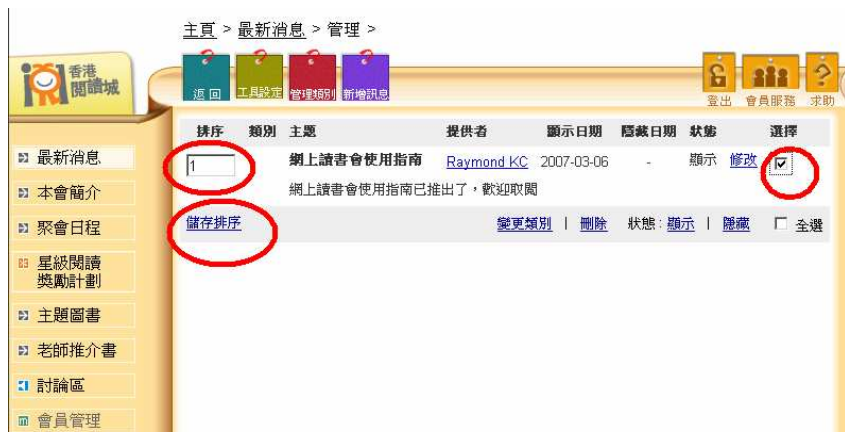 主頁 > 最新消息 > 管理 >
香港
閱讀城
返回 工具設定 管理類別 新增訊息
登出 會員服務 求助
排序 類別 主題 提供者 顯示日期 隱藏日期 狀態 選擇
1 網上讀書會使用指南 Raymond KC 2007-03-06 - 顯示 修改
網上讀書會使用指南已推出了，歡迎取閱
儲存排序 變更類別 | 刪除 狀態：顯示 | 隱藏 全選
最新消息
本會簡介
聚會日程
星級閱讀
獎勵計劃
主題圖書
老師推介書
討論區
會員管理